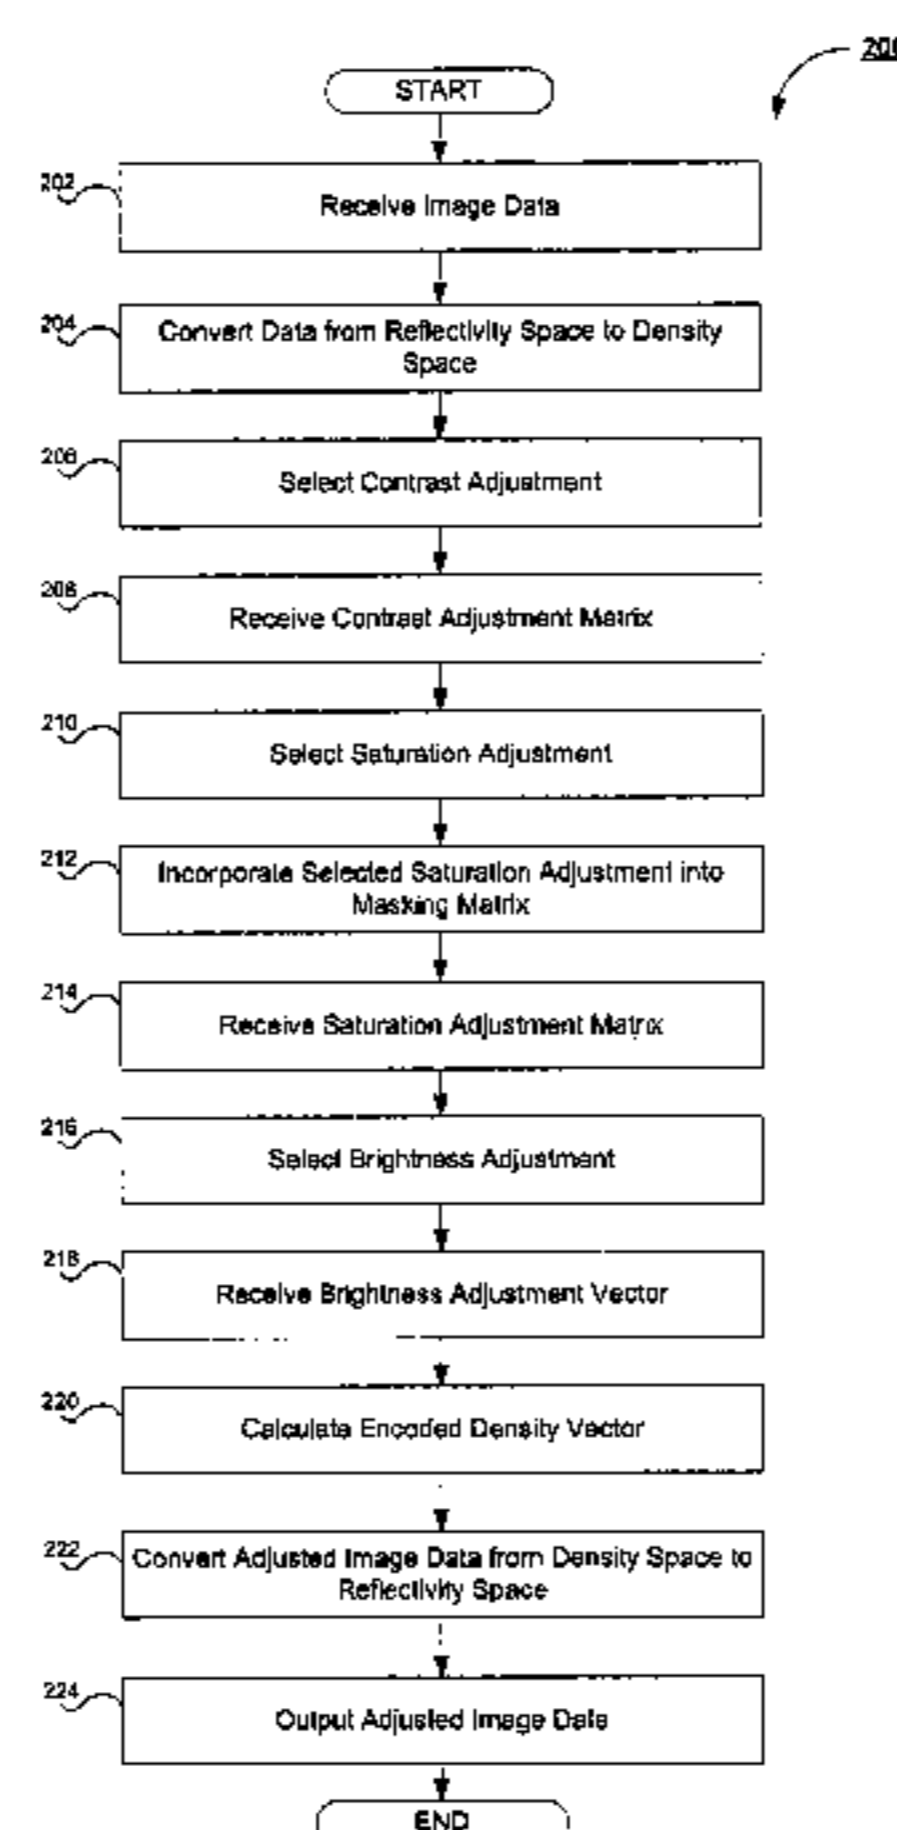 START
202
Receive Image Data
204
Convert Data from Reflectivity Space to Density
Space
206
Select Contrast Adjustment
208
Receive Contrast Adjustment Matrix
210
Select Saturation Adjustment
212
Incorporate Selected Saturation Adjustment into
Masking Matrix
214
Receive Saturation Adjustment Matrix
216
Select Brightness Adjustment
218
Receive Brightness Adjustment Vector
220
Calculate Encoded Density Vector
222
Convert Adjusted Image Data from Density Space to
Reflectivity Space
224
Output Adjusted Image Data
END